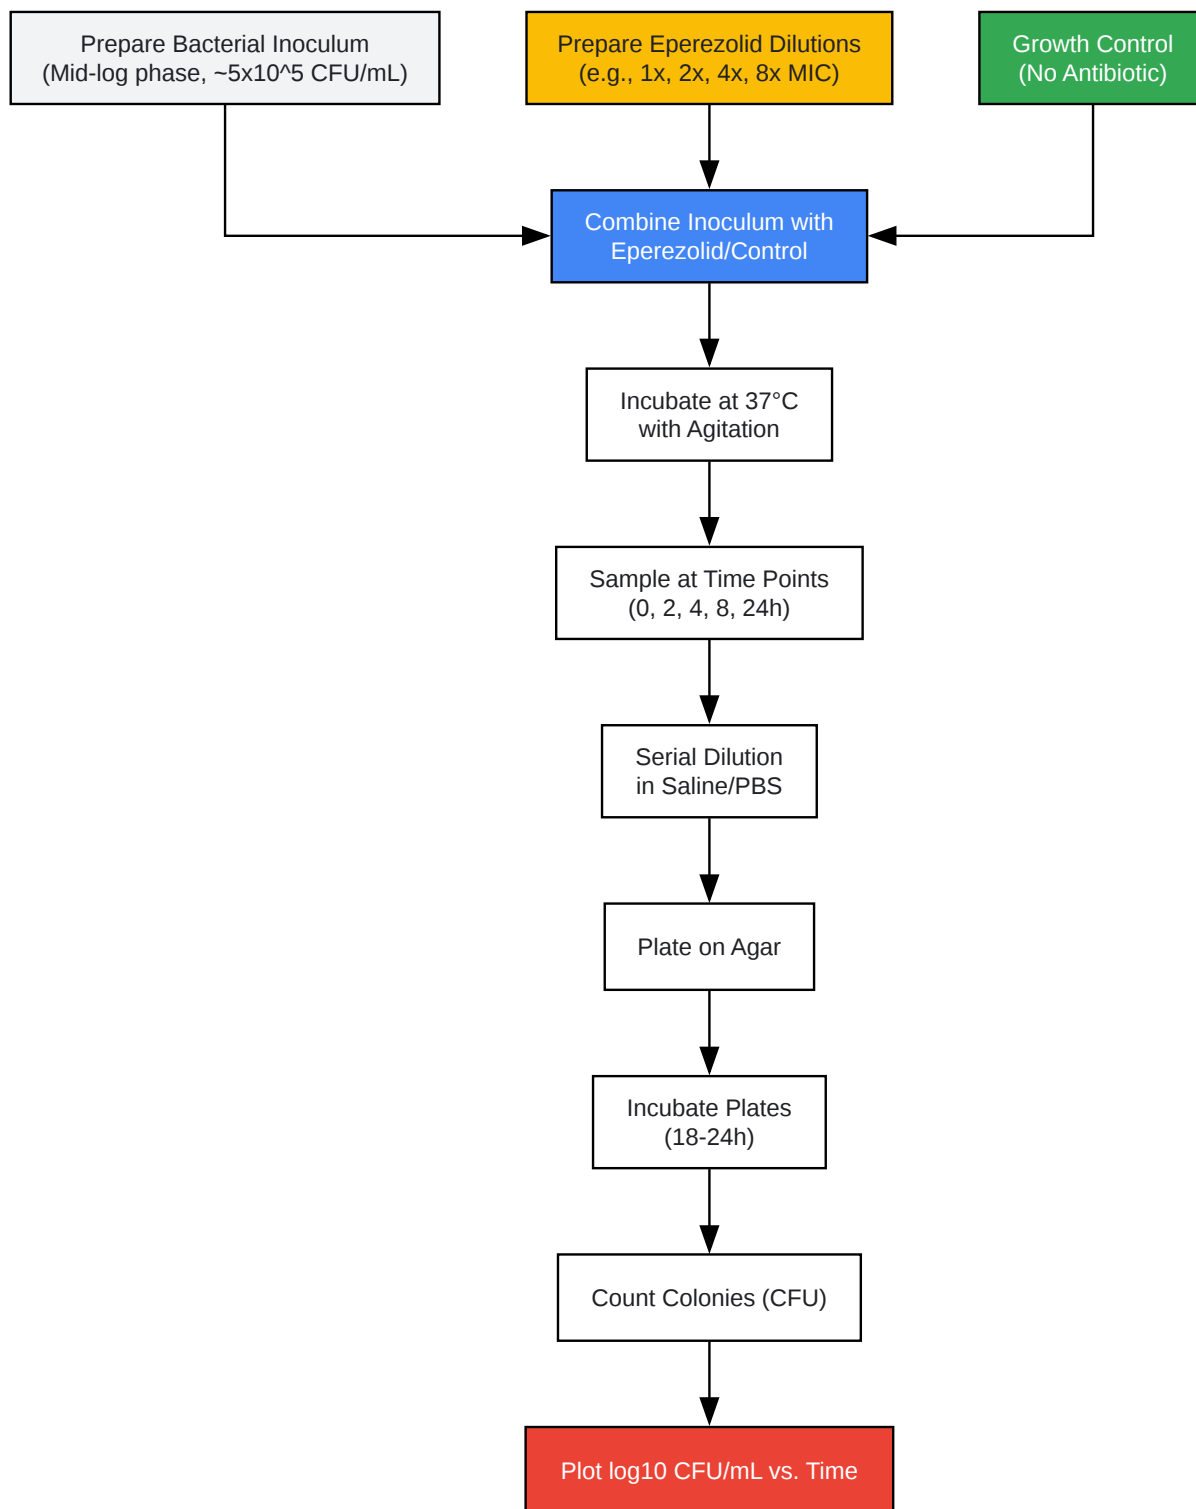 Prepare Bacterial Inoculum
(Mid-log phase, ~5x10^5 CFU/mL)
Prepare Eperezolid Dilutions
(e.g., 1x, 2x, 4x, 8x MIC)
Growth Control
(No Antibiotic)
Combine Inoculum with
Eperezolid/Control
Incubate at 37°C
with Agitation
Sample at Time Points
(0, 2, 4, 8, 24h)
Serial Dilution
in Saline/PBS
Plate on Agar
Incubate Plates
(18-24h)
Count Colonies (CFU)
Plot log10 CFU/mL vs. Time